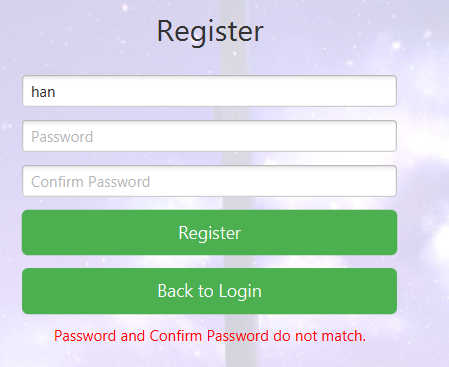 Register
han
Password
Confirm Password
Register
Back to Login
Password and Confirm Password do not match.